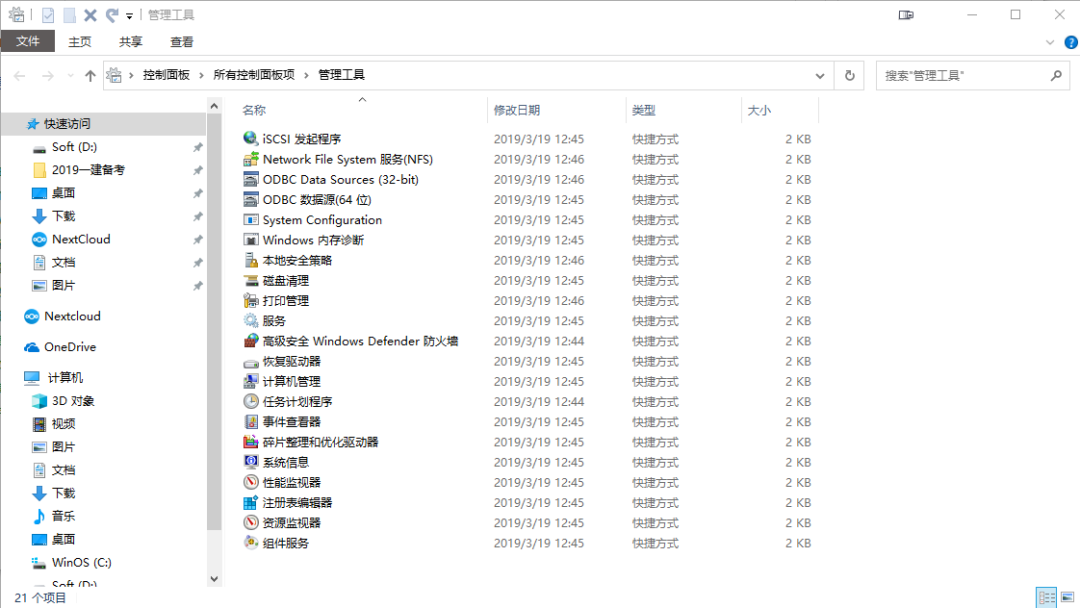 管理工具
文件 主页 共享 查看
控制面板 › 所有控制面板项 › 管理工具 搜索"管理工具"
名称 修改日期 类型 大小
快速访问
Soft (D:)
2019一建备考
桌面
下载
NextCloud
文档
图片
Nextcloud
OneDrive
计算机
3D 对象
视频
图片
文档
下载
音乐
桌面
WinOS (C:)
Soft (D:)
iSCSI 发起程序 2019/3/19 12:45 快捷方式 2 KB
Network File System 服务(NFS) 2019/3/19 12:46 快捷方式 2 KB
ODBC Data Sources (32-bit) 2019/3/19 12:46 快捷方式 2 KB
ODBC 数据源(64 位) 2019/3/19 12:45 快捷方式 2 KB
System Configuration 2019/3/19 12:45 快捷方式 2 KB
Windows 内存诊断 2019/3/19 12:45 快捷方式 2 KB
本地安全策略 2019/3/19 12:46 快捷方式 2 KB
磁盘清理 2019/3/19 12:45 快捷方式 2 KB
打印管理 2019/3/19 12:46 快捷方式 2 KB
服务 2019/3/19 12:45 快捷方式 2 KB
高级安全 Windows Defender 防火墙 2019/3/19 12:44 快捷方式 2 KB
恢复驱动器 2019/3/19 12:45 快捷方式 2 KB
计算机管理 2019/3/19 12:45 快捷方式 2 KB
任务计划程序 2019/3/19 12:44 快捷方式 2 KB
事件查看器 2019/3/19 12:45 快捷方式 2 KB
碎片整理和优化驱动器 2019/3/19 12:45 快捷方式 2 KB
系统信息 2019/3/19 12:45 快捷方式 2 KB
性能监视器 2019/3/19 12:45 快捷方式 2 KB
注册表编辑器 2019/3/19 12:45 快捷方式 2 KB
资源监视器 2019/3/19 12:45 快捷方式 2 KB
组件服务 2019/3/19 12:45 快捷方式 2 KB
21 个项目